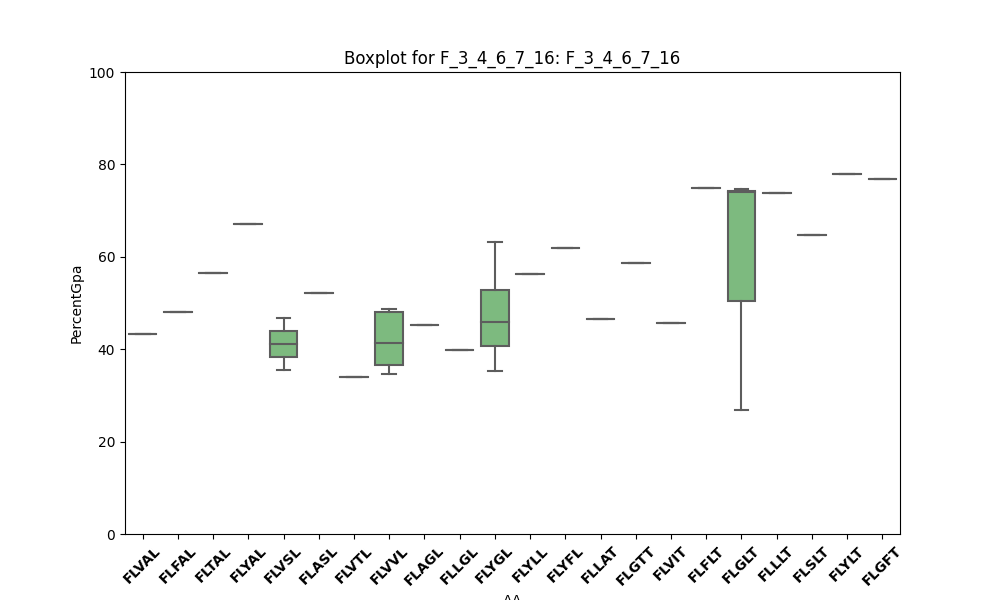 Boxplot for F_3_4_6_7_16: F_3_4_6_7_16
100
80
60
40
20
0
PercentGpa
FLVAL FLFAL FLTAL FLYAL FLVSL FLASL FLVTL FLVVL FLAGL FLLGL FLYGL FLYLL FLYFL FLLAT FLGTT FLVIT FLFLT FLGLT FLLLT FLSLT FLYLT FLGFT
AA